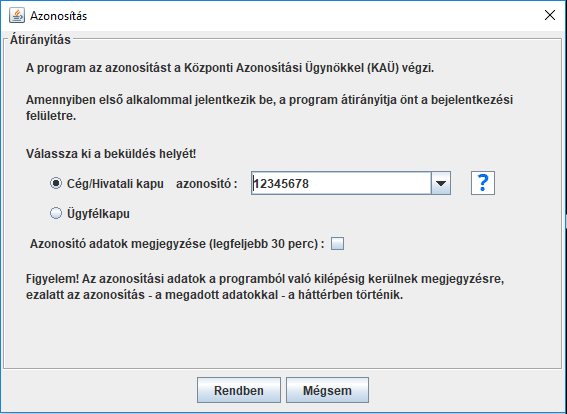 Azonosítás
Átirányítás
A program az azonosítást a Központi Azonosítási Ügynökkel (KAÜ) végzi.
Amennyiben első alkalommal jelentkezik be, a program átirányítja önt a bejelentkezési
felületre.
Válassza ki a beküldés helyét!
Cég/Hivatali kapu azonosító : 12345678 ?
Ügyfélkapu
Azonosító adatok megjegyzése (legfeljebb 30 perc) :
Figyelem! Az azonosítási adatok a programból való kilépésig kerülnek megjegyzésre,
ezalatt az azonosítás - a megadott adatokkal - a háttérben történik.
Rendben Mégsem